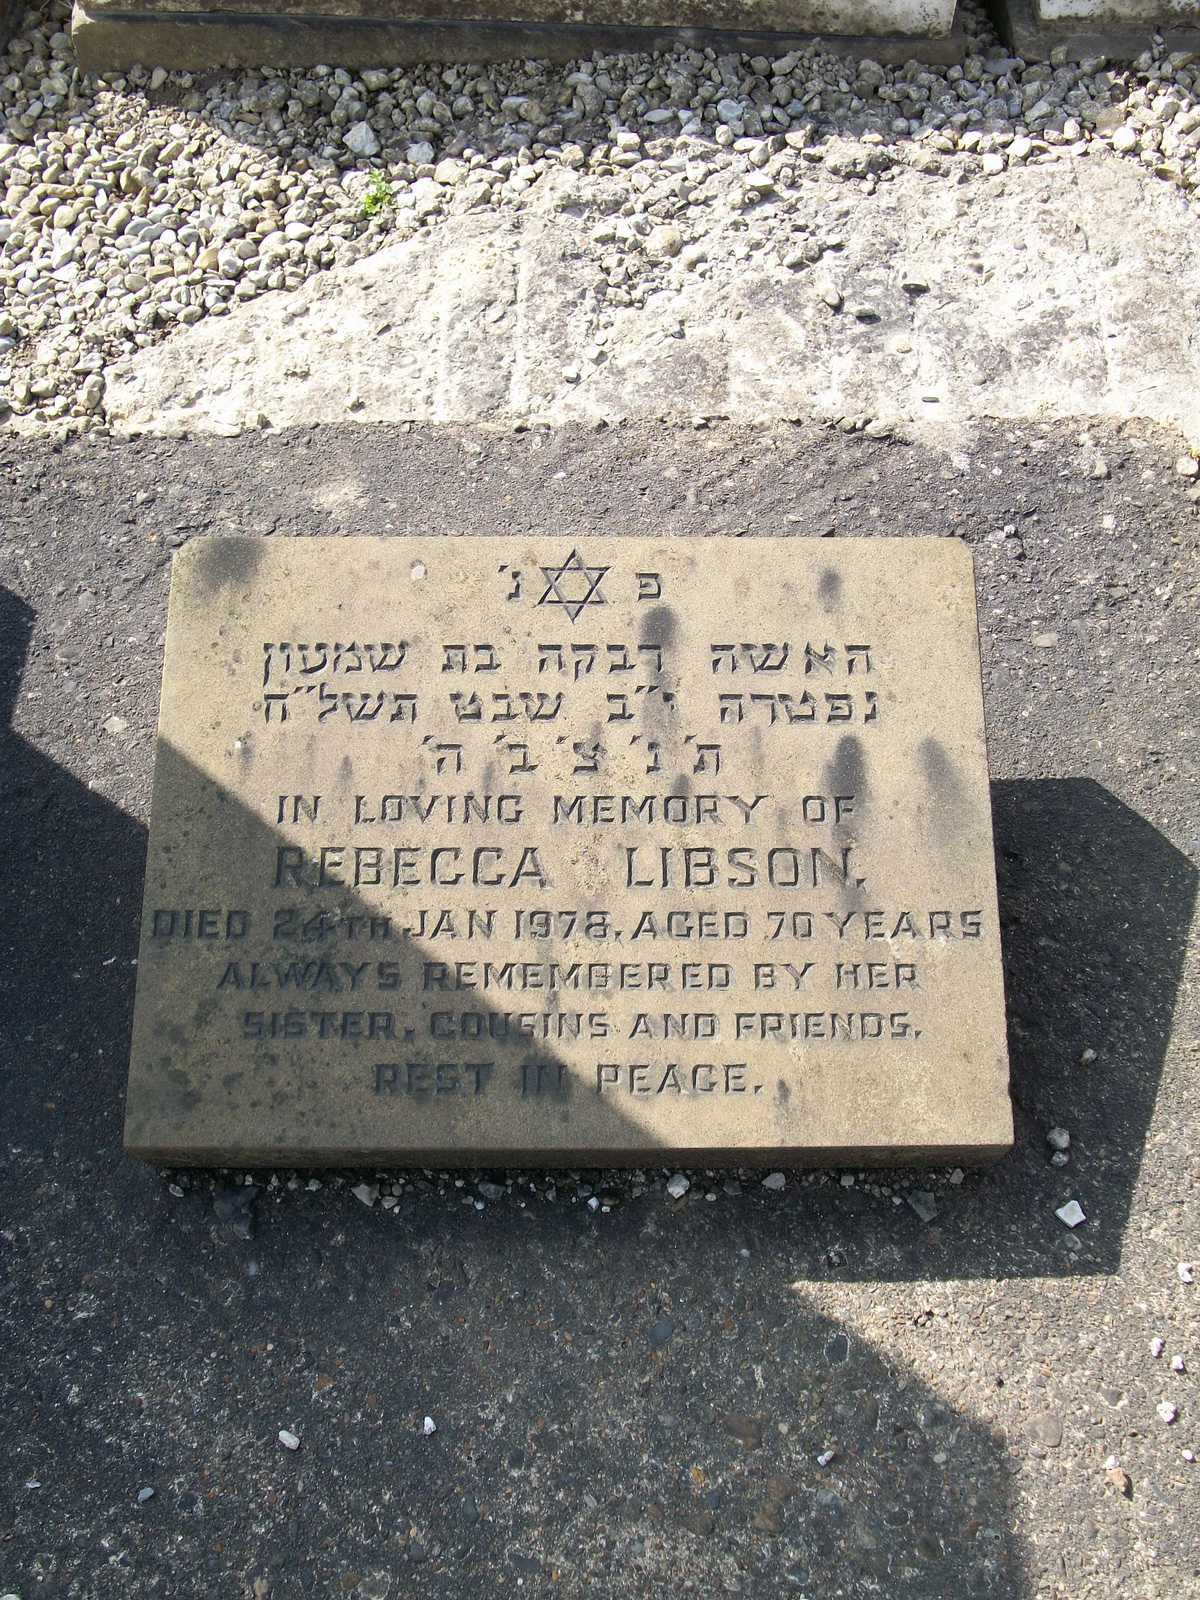 פ נ׳
האשה רבקה בת שמעון
נפטרה י״ב שבט תשל״ח
ת׳ נ׳ צ׳ ב׳ ה׳
IN LOVING MEMORY OF
REBECCA LIBSON.
DIED 24TH JAN 1978. AGED 70 YEARS
ALWAYS REMEMBERED BY HER
SISTER, COUSINS AND FRIENDS.
REST IN PEACE.